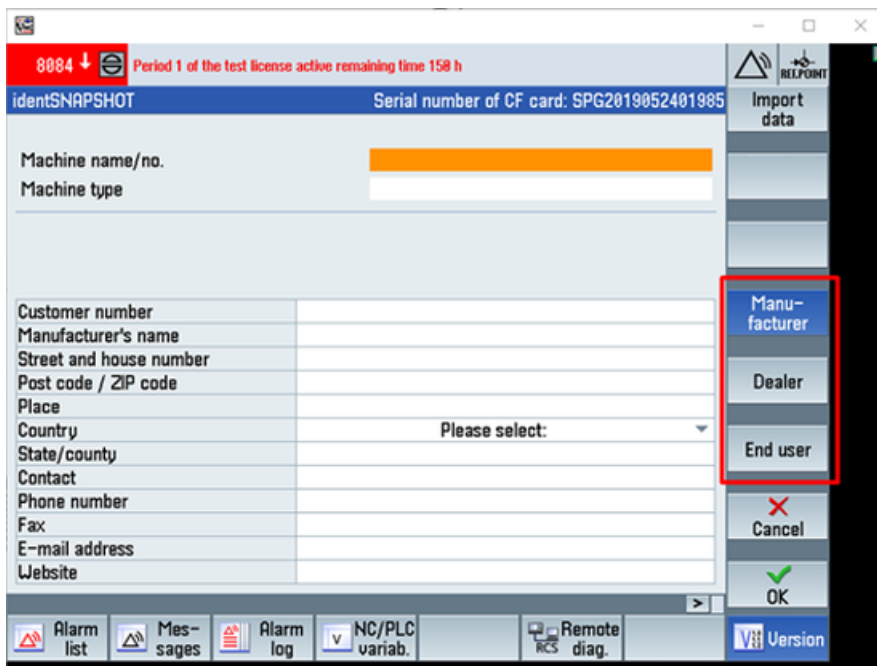 8084
Period 1 of the test license active remaining time 158 h
REF.POINT
identSNAPSHOT
Serial number of CF card: SPG2019052401985
Import
data
Machine name/no.
Machine type
Customer number
Manufacturer's name
Street and house number
Post code / ZIP code
Place
Country
Please select:
State/county
Contact
Phone number
Fax
E-mail address
Website
Manu-
facturer
Dealer
End user
Cancel
OK
>
Alarm
list
Mes-
sages
Alarm
log
V
NC/PLC
variab.
RCS
Remote
diag.
Version